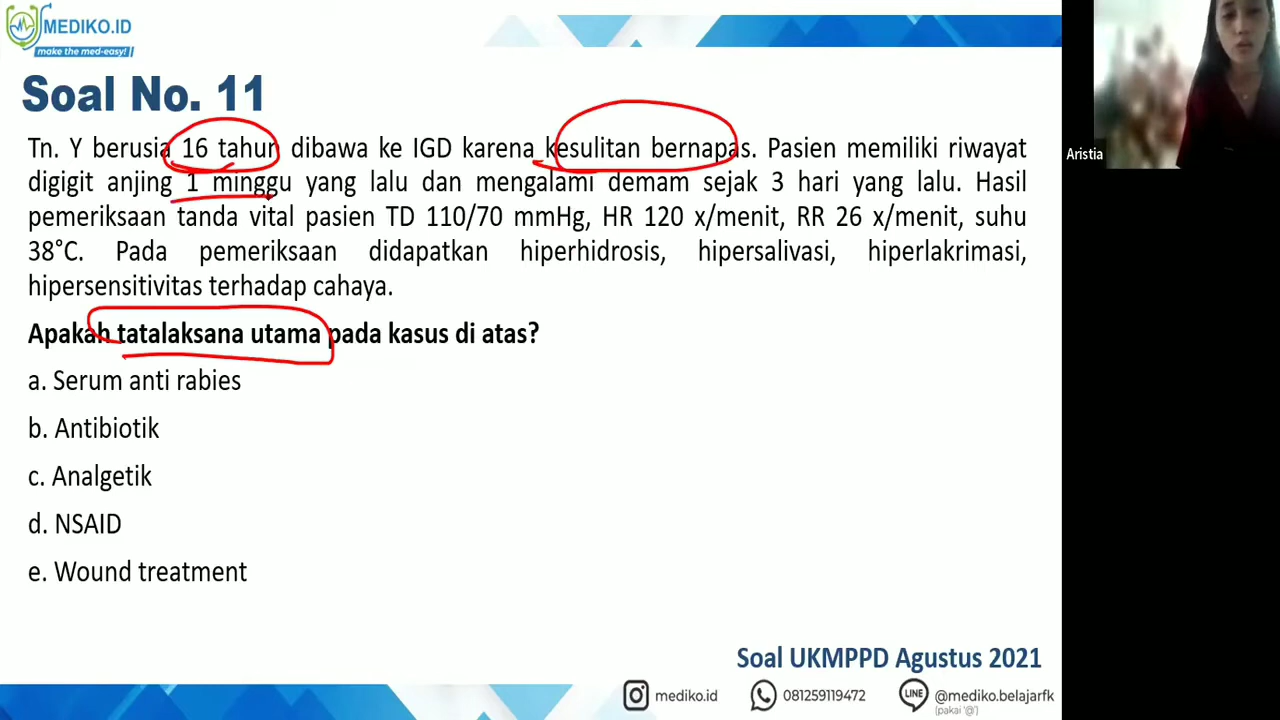 MEDIKO.ID
make the med-easy!
Soal No. 11
Tn. Y berusia 16 tahun dibawa ke IGD karena kesulitan bernapas. Pasien memiliki riwayat
digigit anjing 1 minggu yang lalu dan mengalami demam sejak 3 hari yang lalu. Hasil
pemeriksaan tanda vital pasien TD 110/70 mmHg, HR 120 x/menit, RR 26 x/menit, suhu
38°C. Pada pemeriksaan didapatkan hiperhidrosis, hipersalivasi, hiperlakrimasi,
hipersensitivitas terhadap cahaya.
Apakah tatalaksana utama pada kasus di atas?
a. Serum anti rabies
b. Antibiotik
c. Analgetik
d. NSAID
e. Wound treatment
Soal UKMPPD Agustus 2021
mediko.id
081259119472
LINE
@mediko.belajarfk
(pakai '@')
Aristia